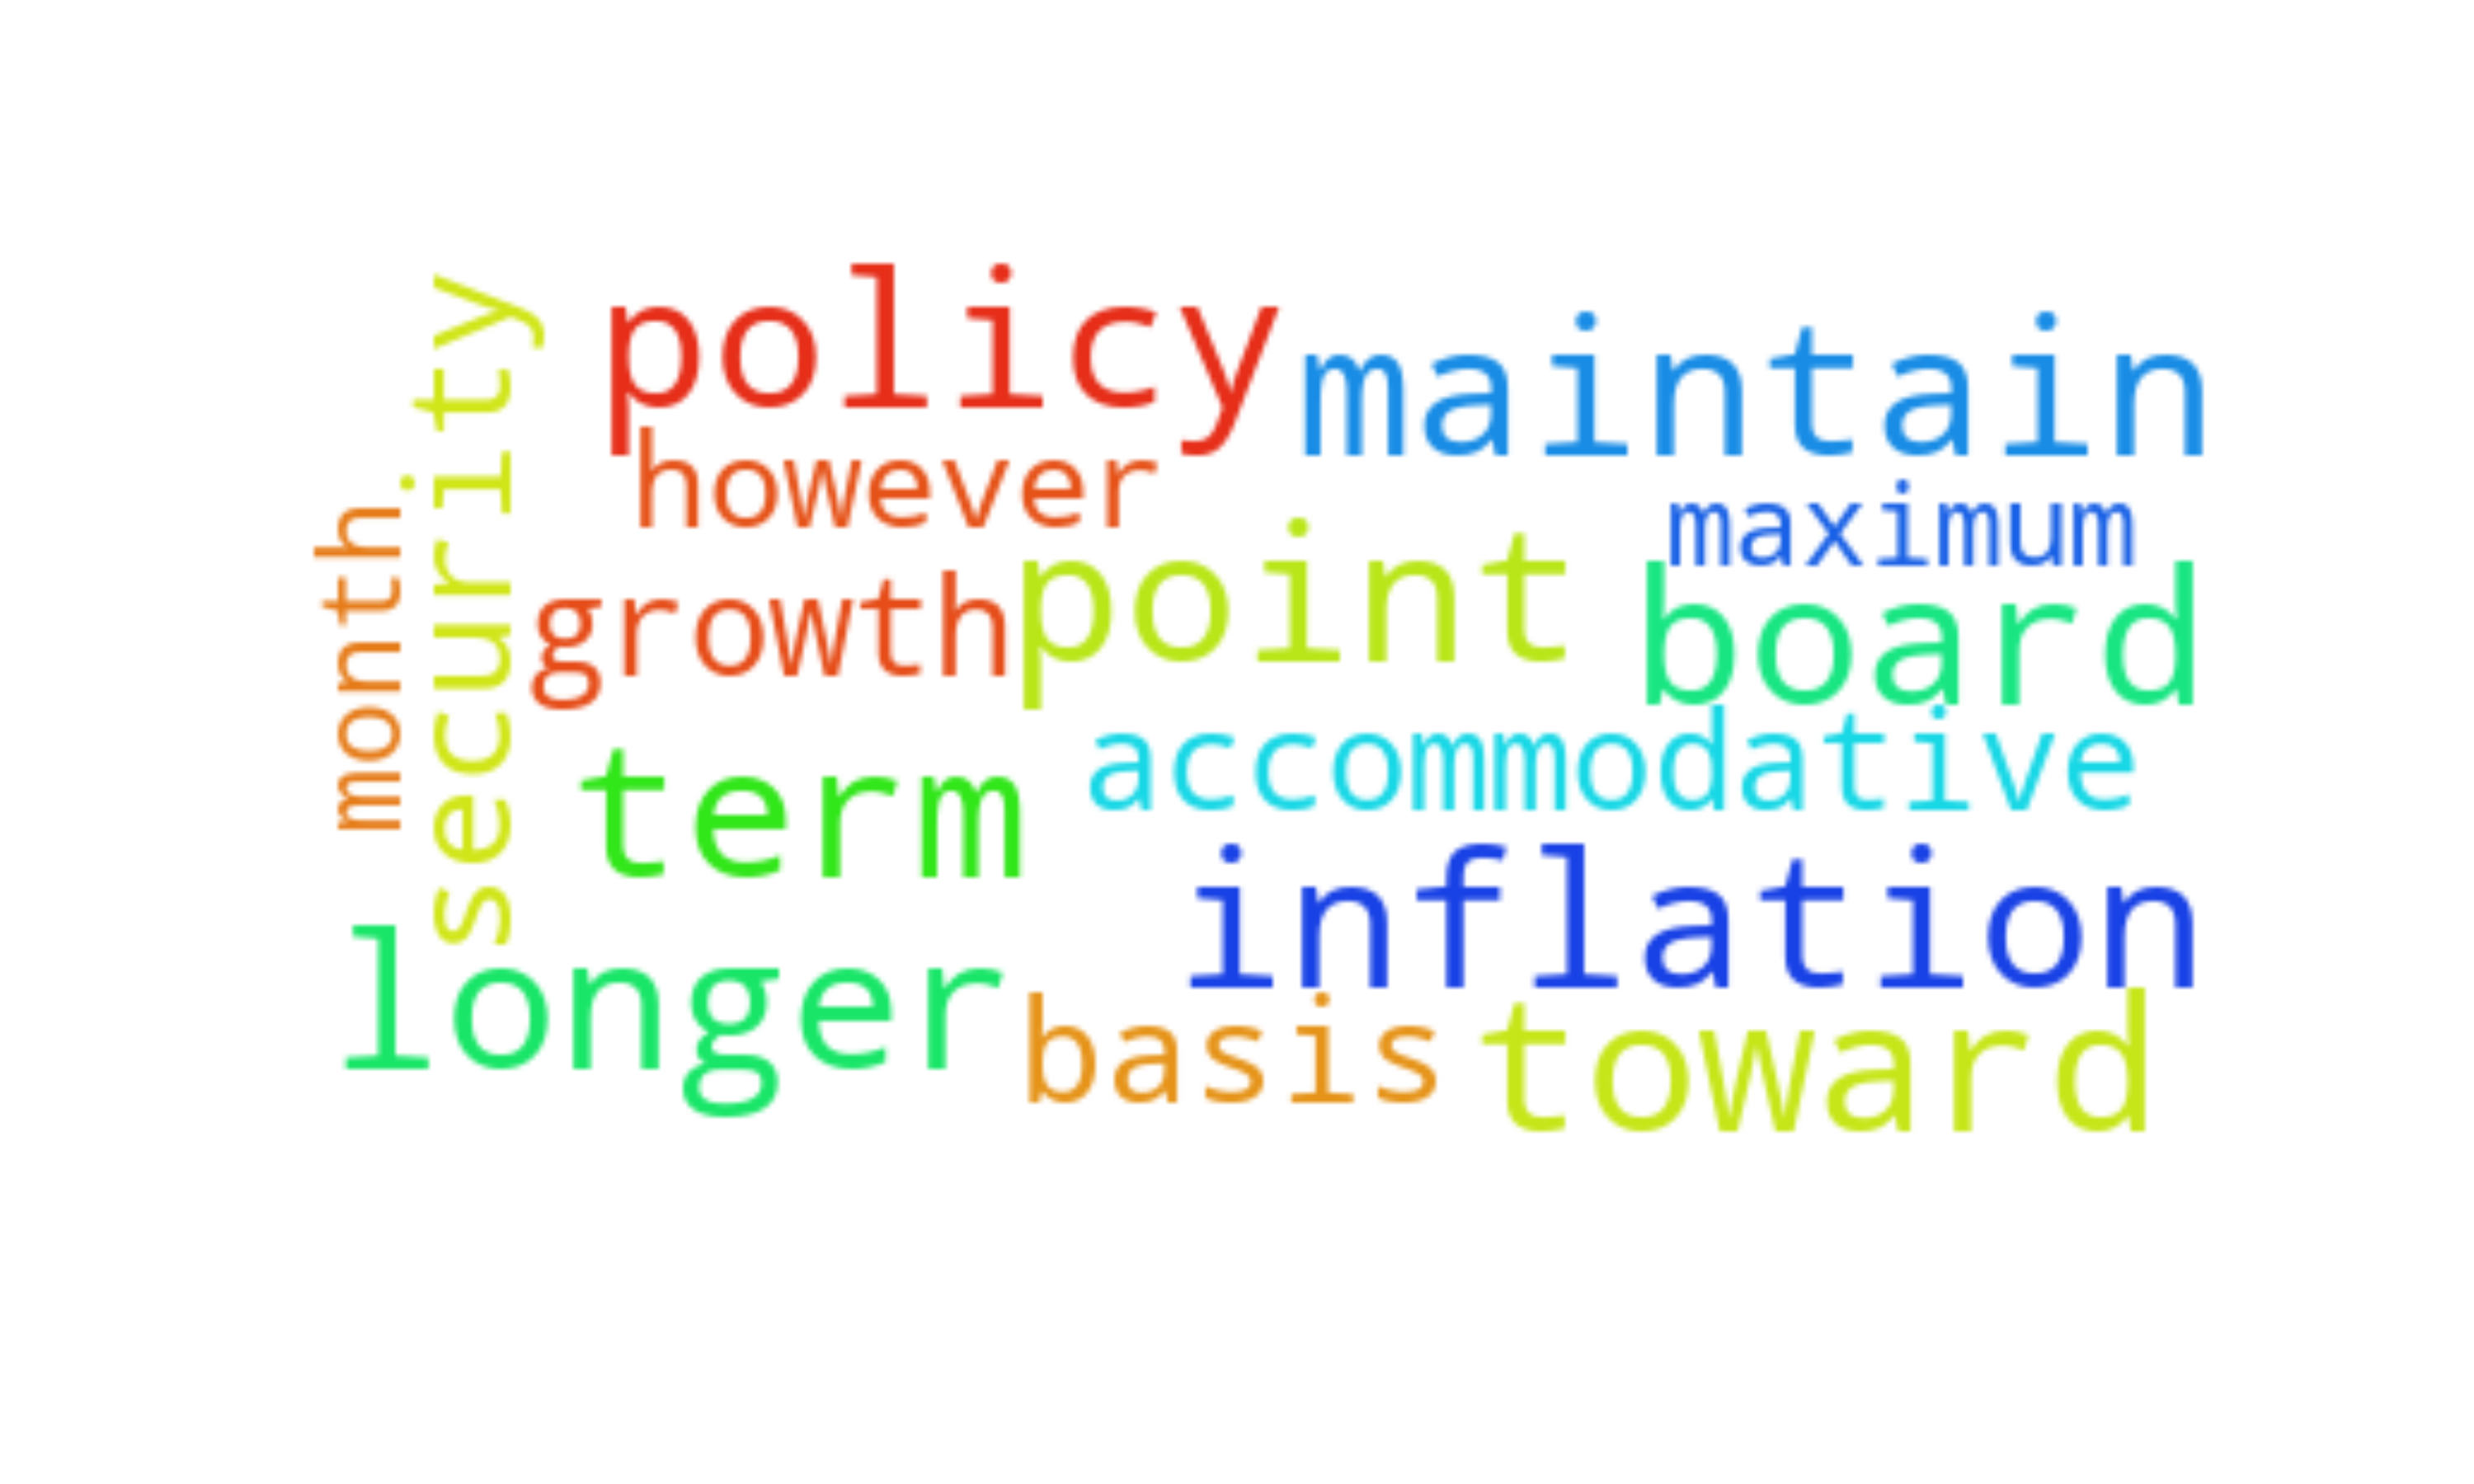 policy
maintain
however
maximum
security
month
growth
point
board
accommodative
term
inflation
longer
basis
toward